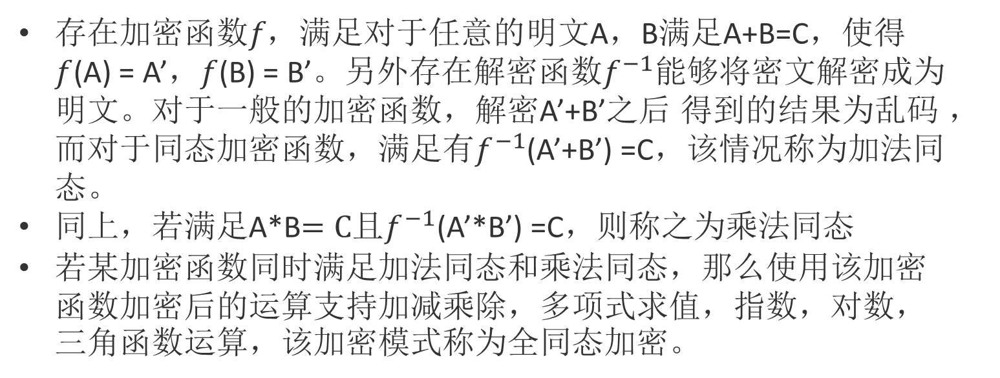 • 存在加密函数𝑓，满足对于任意的明文A，B满足A+B=C，使得
𝑓(A) = A’，𝑓(B) = B’。另外存在解密函数𝑓⁻¹能够将密文解密成为
明文。对于一般的加密函数，解密A’+B’之后 得到的结果为乱码 ，
而对于同态加密函数，满足有𝑓⁻¹(A’+B’) =C，该情况称为加法同
态。
• 同上，若满足A*B= C且𝑓⁻¹(A’*B’) =C，则称之为乘法同态
• 若某加密函数同时满足加法同态和乘法同态，那么使用该加密
函数加密后的运算支持加减乘除，多项式求值，指数，对数，
三角函数运算，该加密模式称为全同态加密。